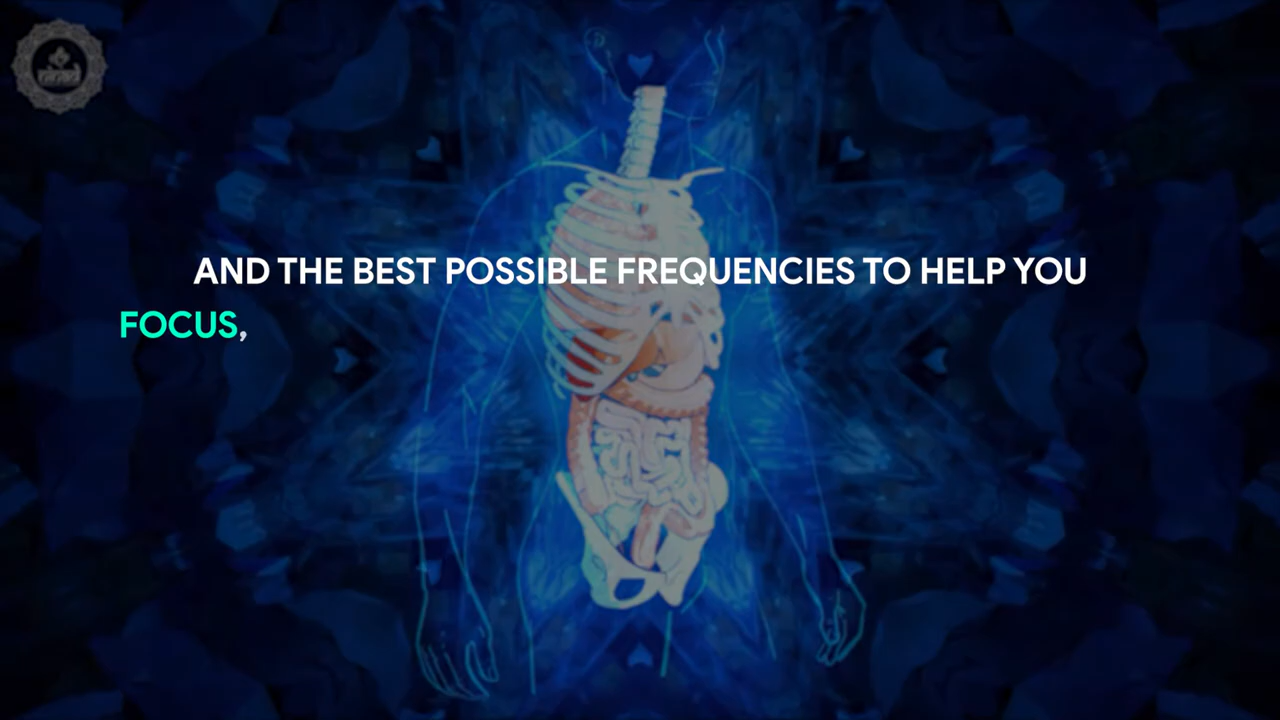 AND THE BEST POSSIBLE FREQUENCIES TO HELP YOU
FOCUS,